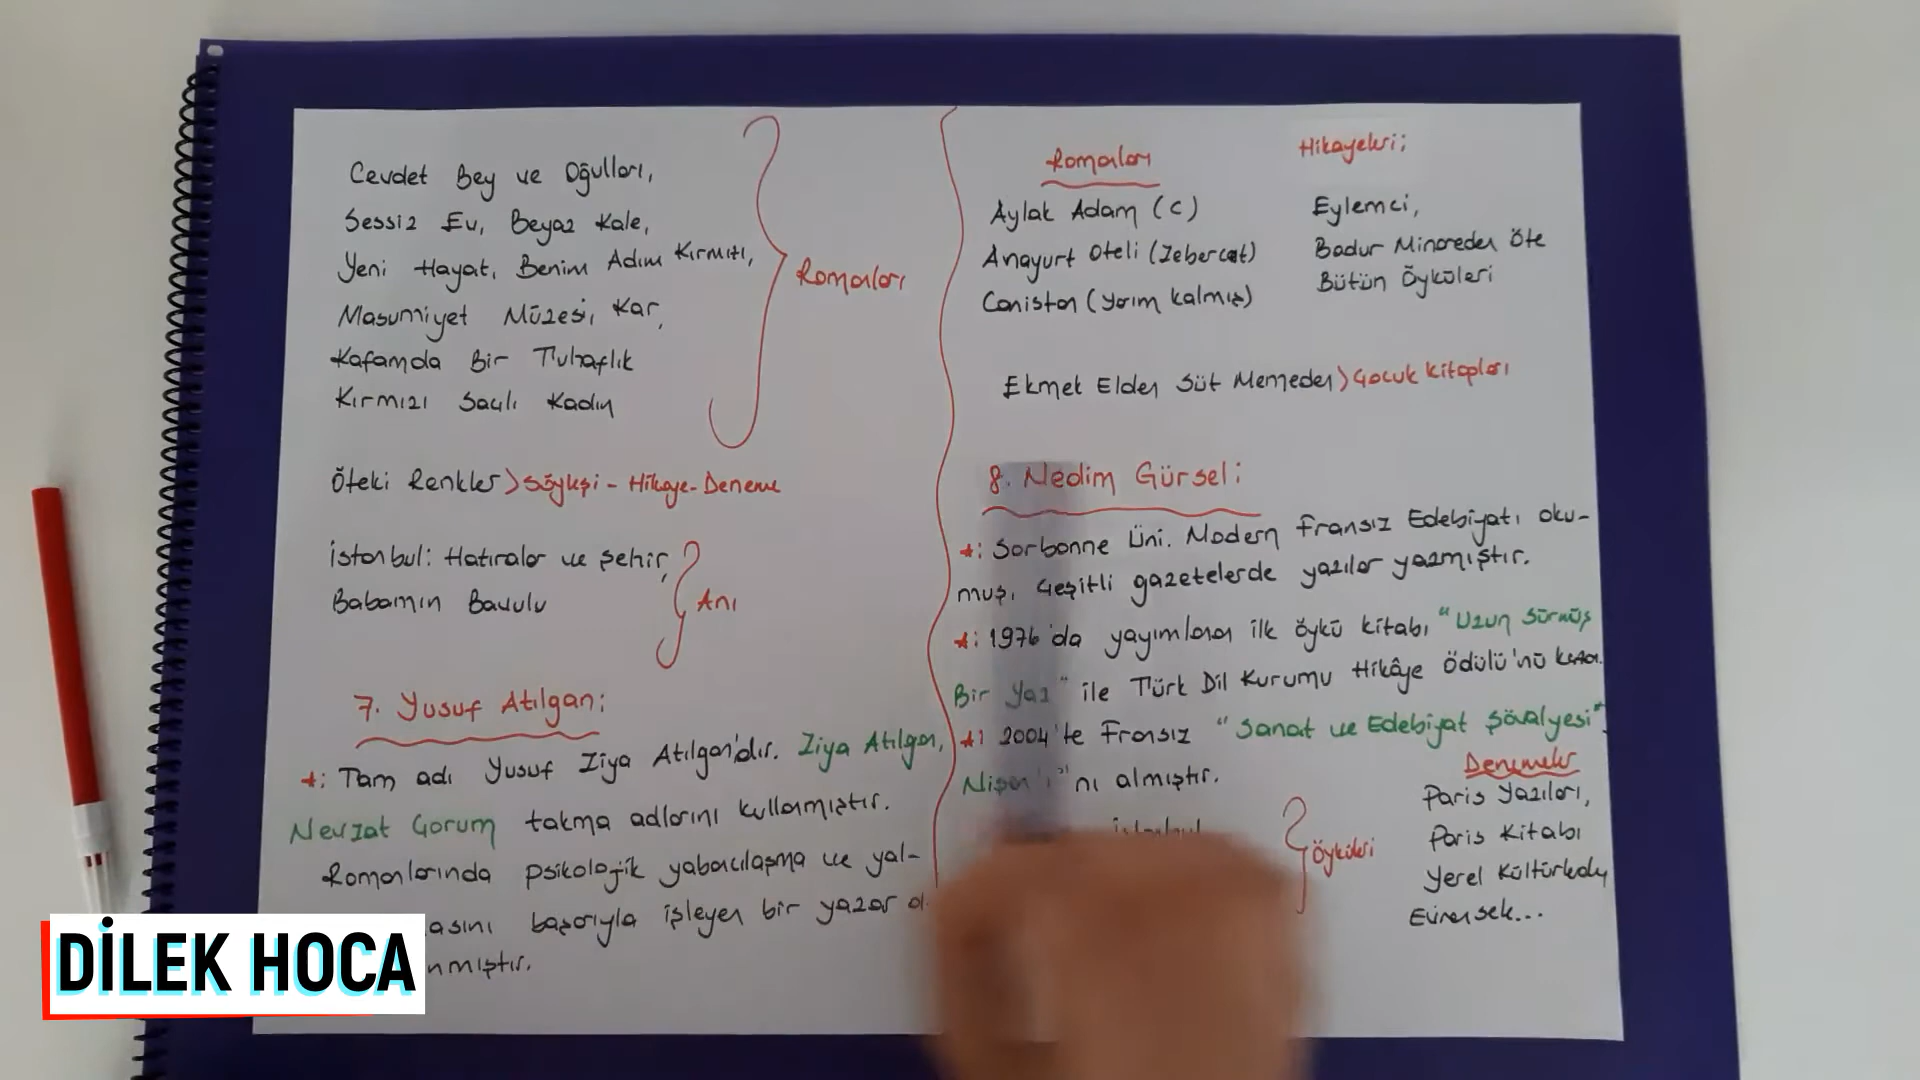 Cevdet Bey ve Oğulları,
Sessiz Ev, Beyaz Kale,
Yeni Hayat, Benim Adım Kırmızı,
Masumiyet Müzesi, Kar,
Kafamda Bir Tuhaflık
Kırmızı Saçlı Kadın
Romanları
Öteki Renkler > Söyleşi - Hikaye - Deneme
İstanbul: Hatıralar ve Şehir,
Babamın Bavulu
Anı
7. Yusuf Atılgan:
*: Tam adı Yusuf Ziya Atılgan'dır. Ziya Atılgan,
Nevzat Çorum takma adlarını kullanmıştır.
Romanlarında psikolojik yabancılaşma ve yal-
asını başarıyla işleyen bir yazar ol
nmıştır.
Romanları
Aylak Adam (C)
Anayurt Oteli (Zebercet)
Canistan (Yarım kalmış)
Hikayeleri;
Eylemci,
Bodur Minareden Öte
Bütün Öyküleri
Ekmek Elden Süt Memeden > Çocuk Kitapları
8. Nedim Gürsel:
*: Sorbonne Üni. Modern Fransız Edebiyatı oku-
muş, çeşitli gazetelerde yazılar yazmıştır.
*: 1976'da yayımlanan ilk öykü kitabı "Uzun Sürmüş
Bir Yaz" ile Türk Dil Kurumu Hikâye Ödülü'nü
*: 2004'te Fransız "Sanat ve Edebiyat Şövalyesi"
Nişan'ı"nı almıştır.
Öyküleri
Denemeler
Paris Yazıları,
Paris Kitabı
Yerel Kültürleden
Evrensele...
DİLEK HOCA